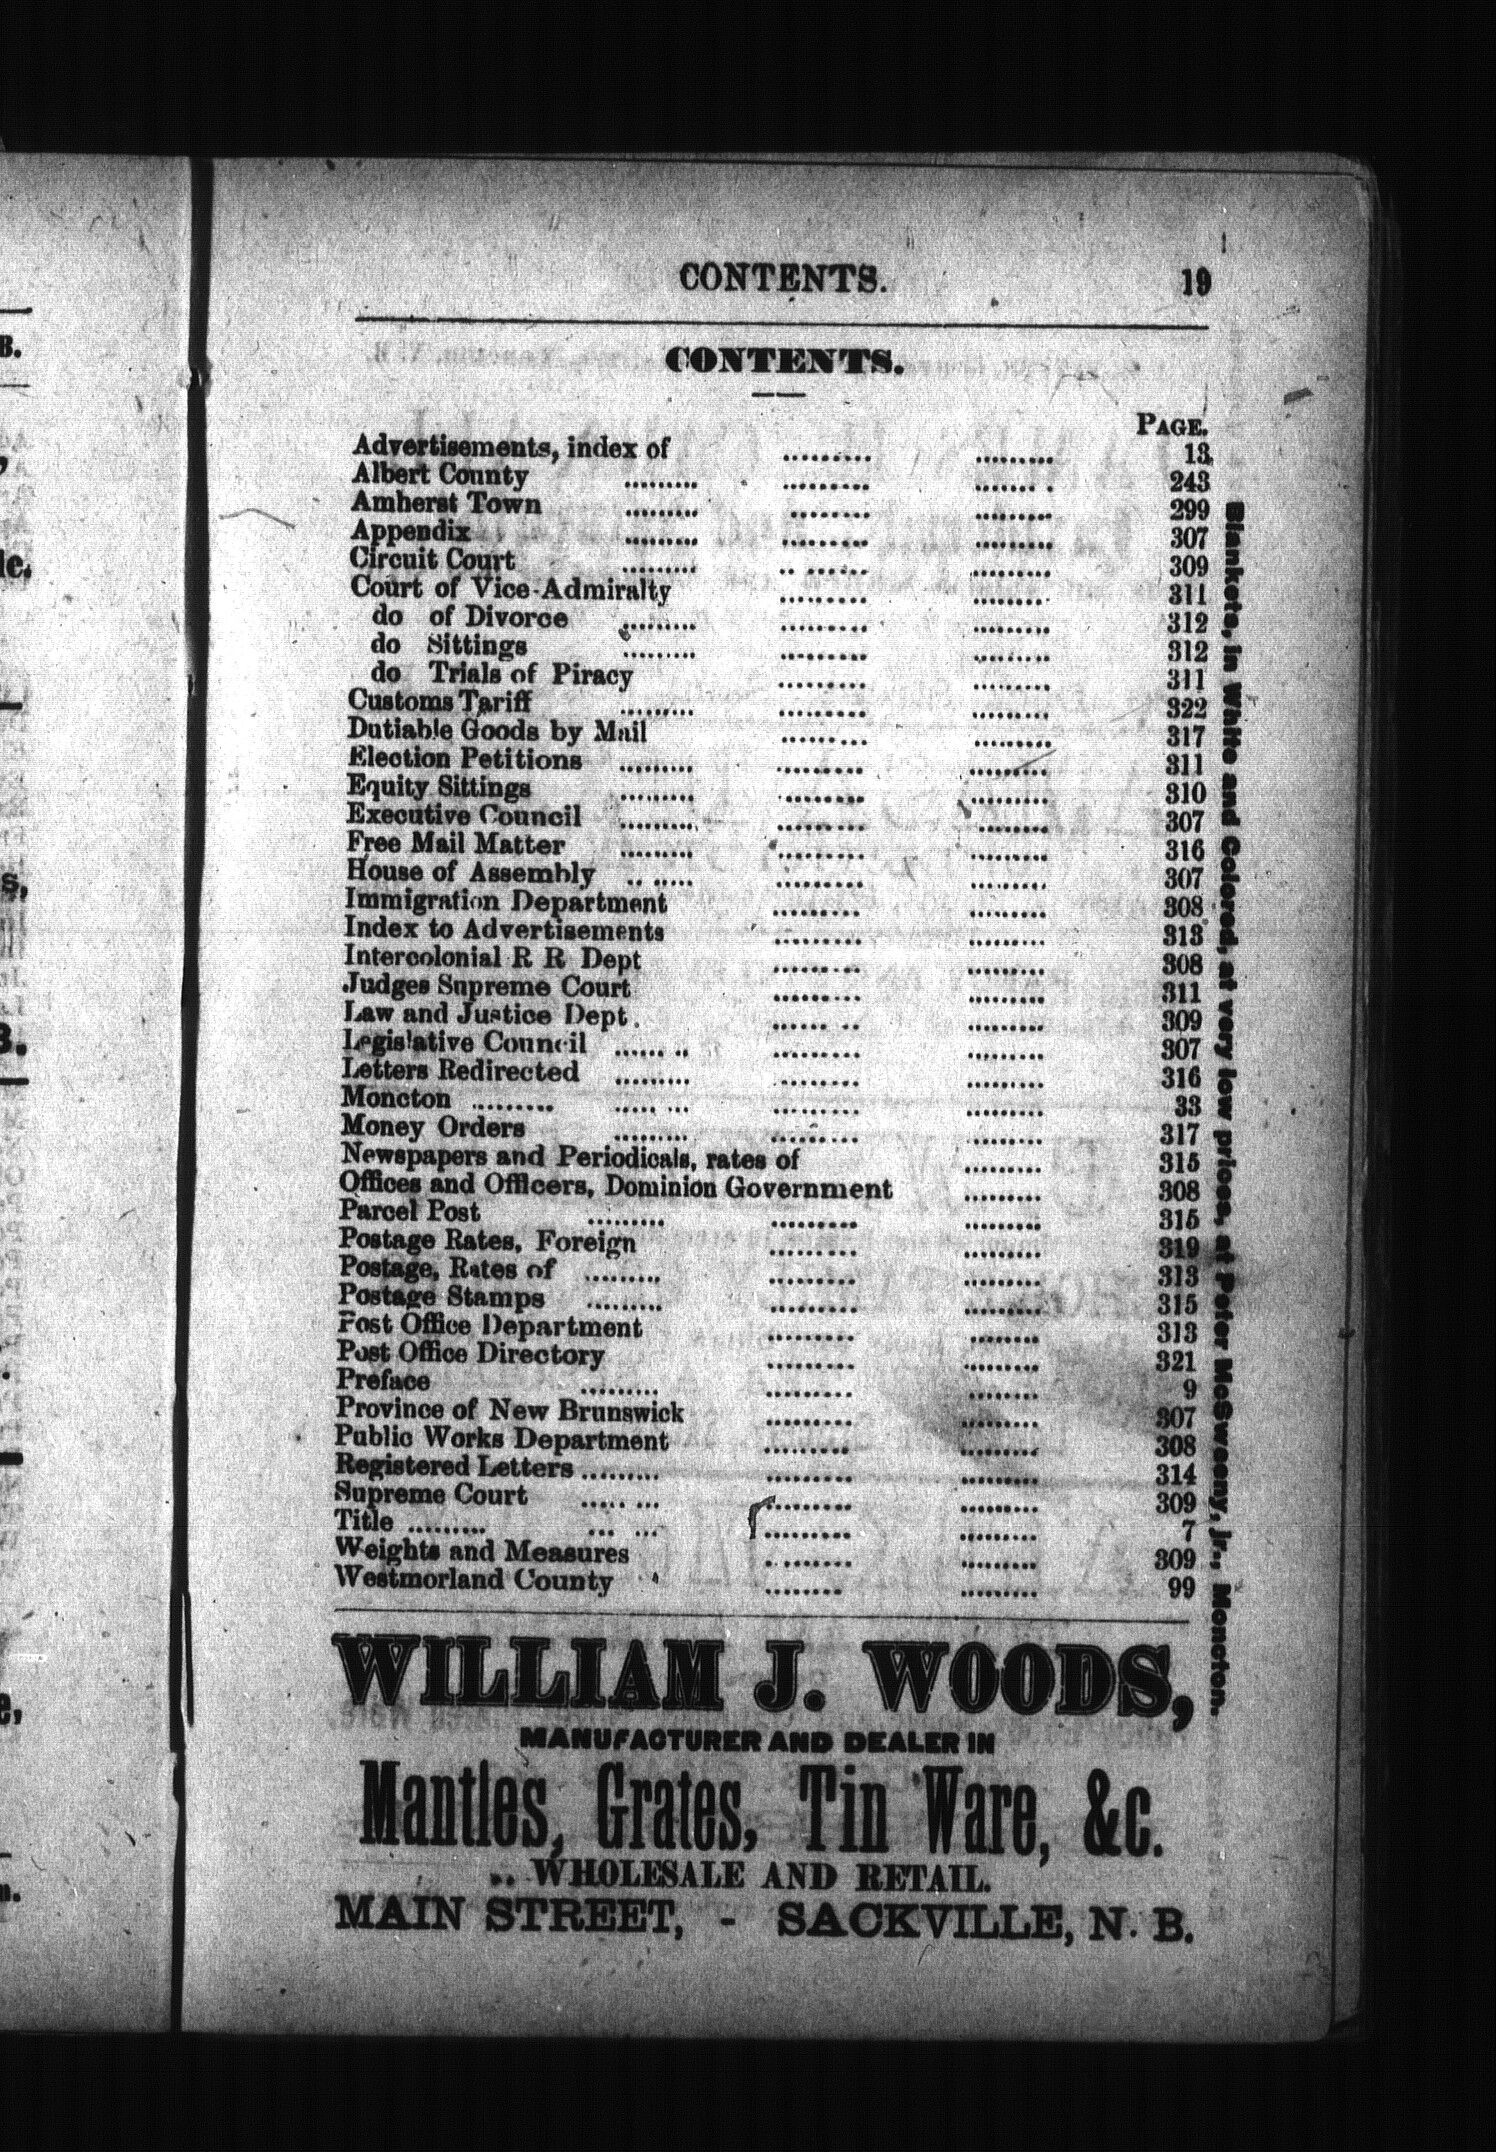 CONTENTS. 19
CONTENTS.
PAGE.
Advertisements, index of ......... ......... 13
Albert County ......... ......... ......... 243
Amherst Town ......... ......... ......... 299
Appendix ......... ......... ......... 307
Circuit Court ......... ......... ......... 309
Court of Vice-Admiralty ......... ......... 311
do of Divorce ......... ......... ......... 312
do Sittings ......... ......... ......... 312
do Trials of Piracy ......... ......... 311
Customs Tariff ......... ......... ......... 322
Dutiable Goods by Mail ......... ......... 317
Election Petitions ......... ......... ......... 311
Equity Sittings ......... ......... ......... 310
Executive Council ......... ......... ......... 307
Free Mail Matter ......... ......... ......... 316
House of Assembly ......... ......... ......... 307
Immigration Department ......... ......... 308
Index to Advertisements ......... ......... 313
Intercolonial R R Dept ......... ......... 308
Judges Supreme Court ......... ......... 311
Law and Justice Dept. ......... ......... 309
Legislative Council ......... ......... ......... 307
Letters Redirected ......... ......... ......... 316
Moncton ......... ......... ......... ......... 33
Money Orders ......... ......... ......... 317
Newspapers and Periodicals, rates of ......... 315
Offices and Officers, Dominion Government ......... 308
Parcel Post ......... ......... ......... 315
Postage Rates, Foreign ......... ......... 319
Postage, Rates of ......... ......... ......... 313
Postage Stamps ......... ......... ......... 315
Post Office Department ......... ......... 313
Post Office Directory ......... ......... 321
Preface ......... ......... ......... 9
Province of New Brunswick ......... ......... 307
Public Works Department ......... ......... 308
Registered Letters ......... ......... ......... 314
Supreme Court ......... ......... ......... 309
Title ......... ......... ......... ......... 7
Weights and Measures ......... ......... 309
Westmorland County ......... ......... 99
WILLIAM J. WOODS,
MANUFACTURER AND DEALER IN
Mantles, Grates, Tin Ware, &c.
WHOLESALE AND RETAIL.
MAIN STREET, - SACKVILLE, N. B.
Blankets, in White and Colored, at very low prices, at Peter McSweeny, Jr., Moncton.